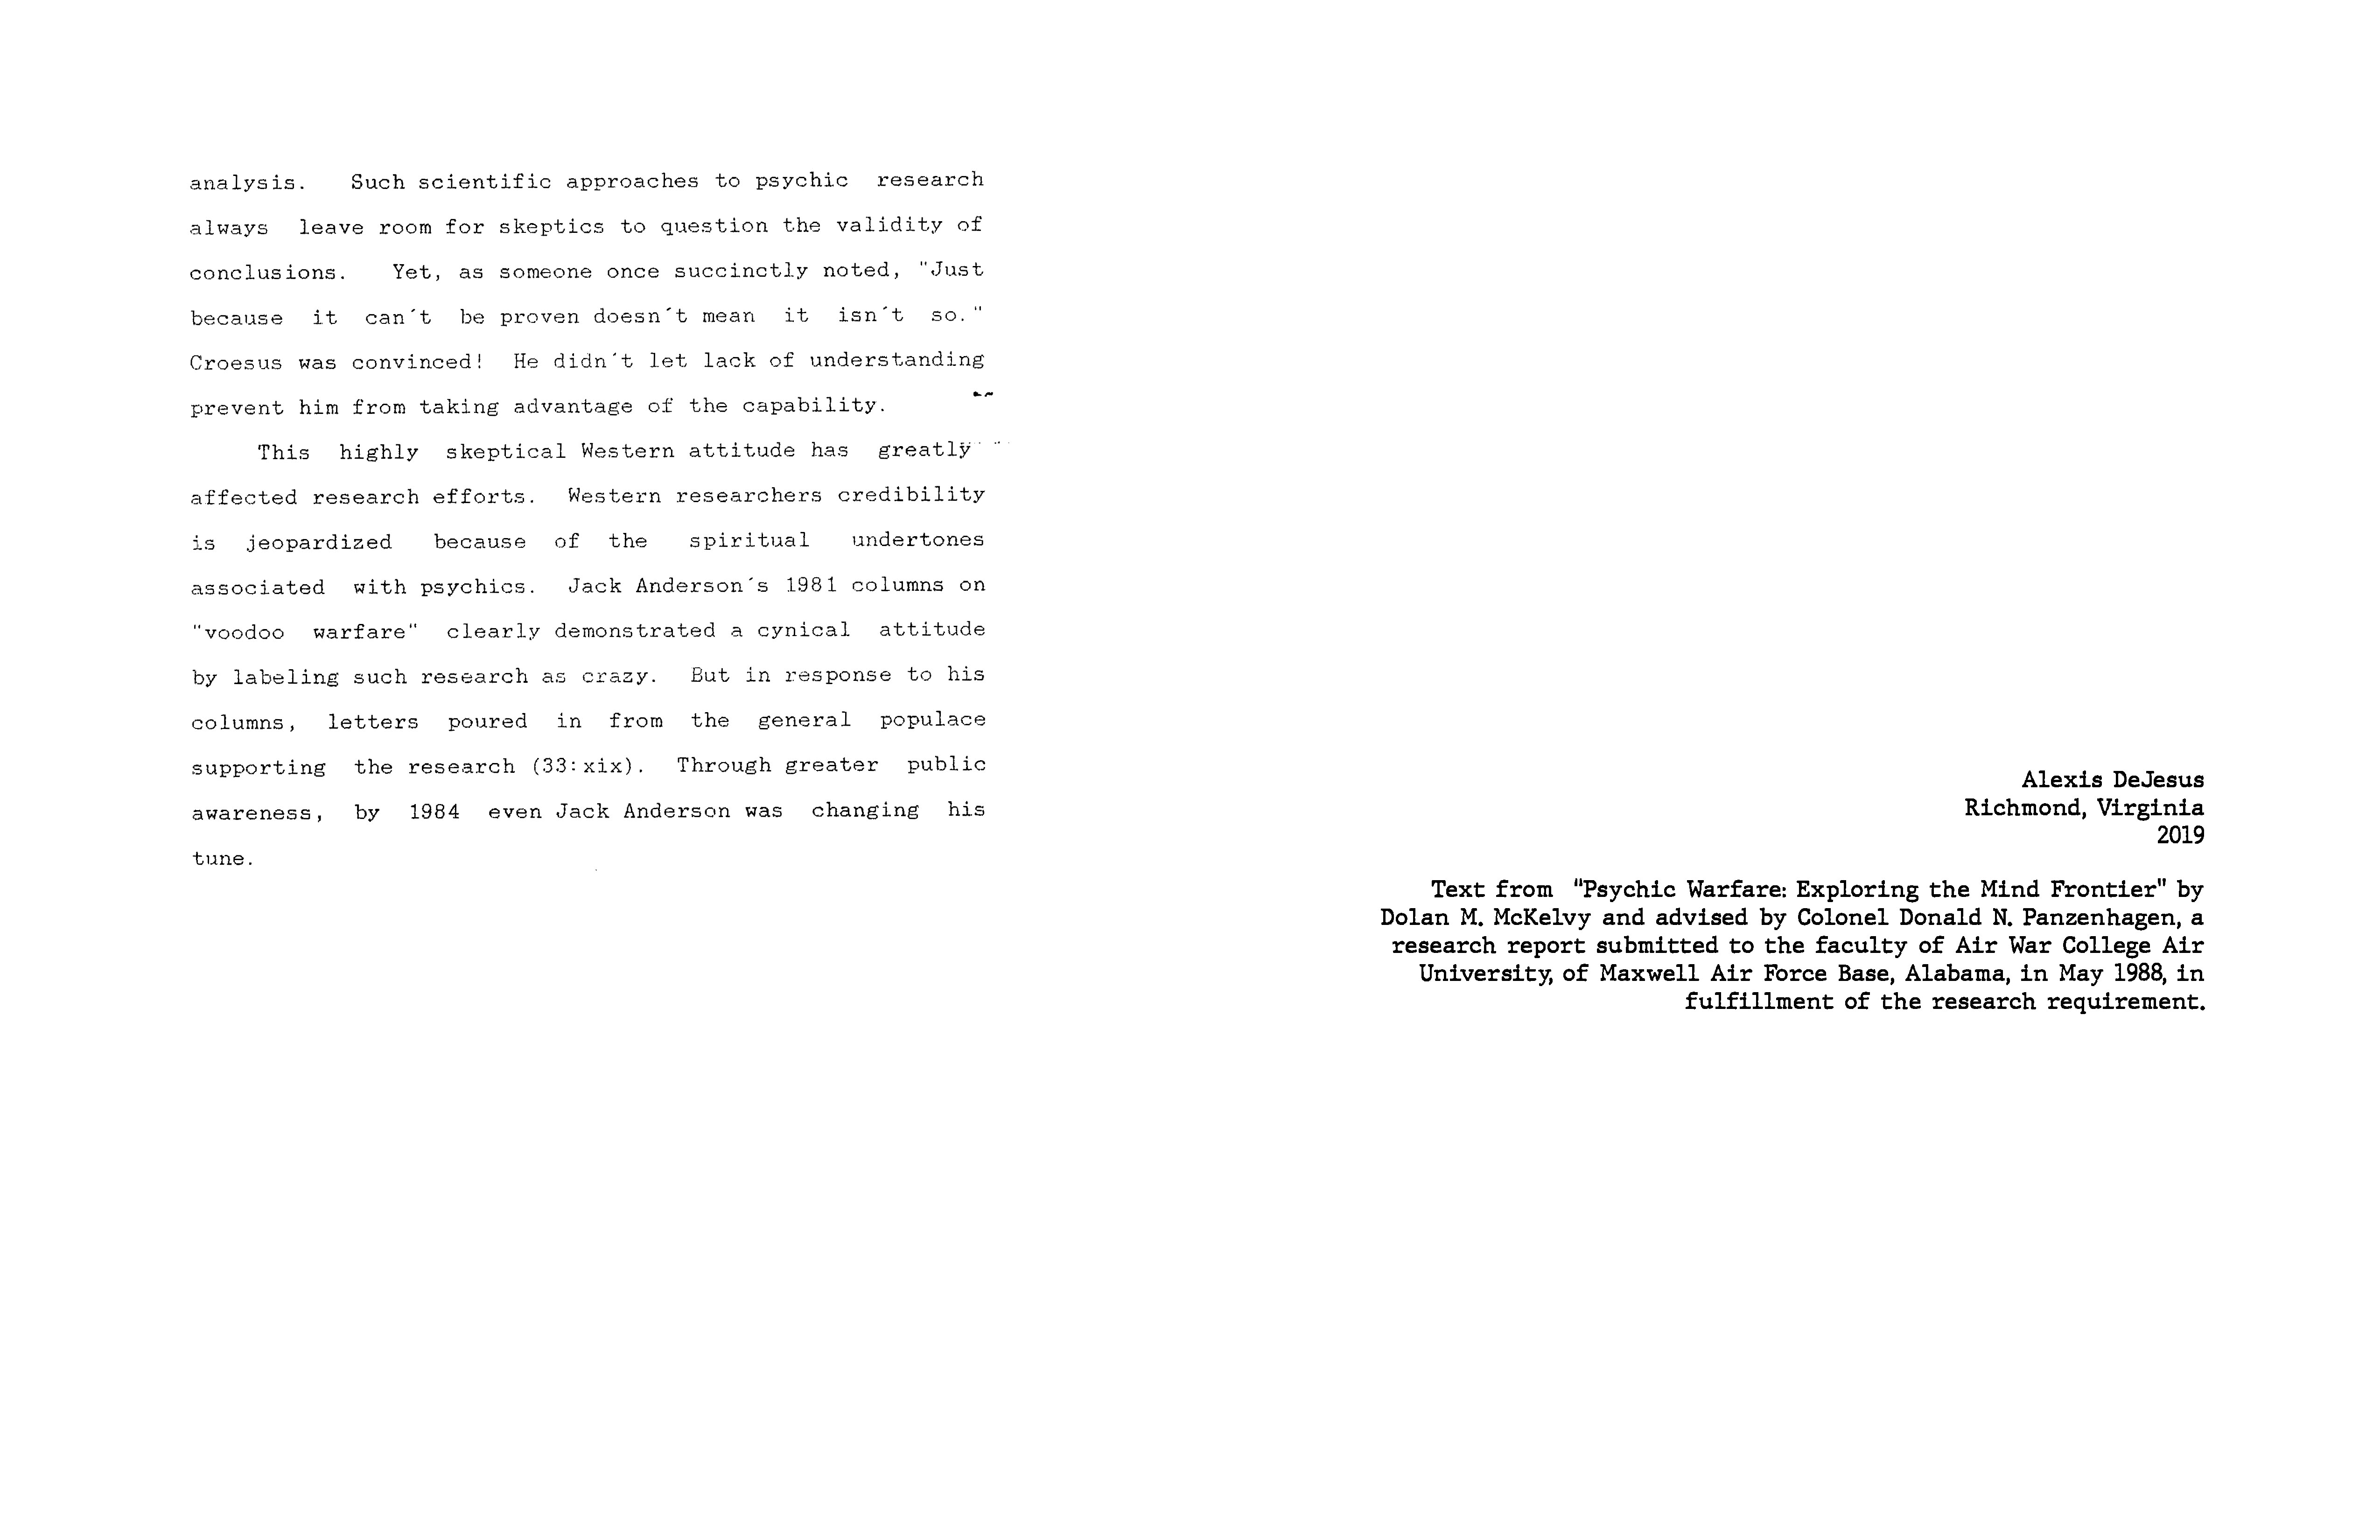 analysis. Such scientific approaches to psychic research
always leave room for skeptics to question the validity of
conclusions. Yet, as someone once succinctly noted, "Just
because it can´t be proven doesn´t mean it isn´t so."
Croesus was convinced! He didn´t let lack of understanding
prevent him from taking advantage of the capability.
This highly skeptical Western attitude has greatly
affected research efforts. Western researchers credibility
is jeopardized because of the spiritual undertones
associated with psychics. Jack Anderson´s 1981 columns on
"voodoo warfare" clearly demonstrated a cynical attitude
by labeling such research as crazy. But in response to his
columns, letters poured in from the general populace
supporting the research (33:xix). Through greater public
awareness, by 1984 even Jack Anderson was changing his
tune.
Alexis DeJesus
Richmond, Virginia
2019
Text from "Psychic Warfare: Exploring the Mind Frontier" by
Dolan M. McKelvy and advised by Colonel Donald N. Panzenhagen, a
research report submitted to the faculty of Air War College Air
University, of Maxwell Air Force Base, Alabama, in May 1988, in
fulfillment of the research requirement.